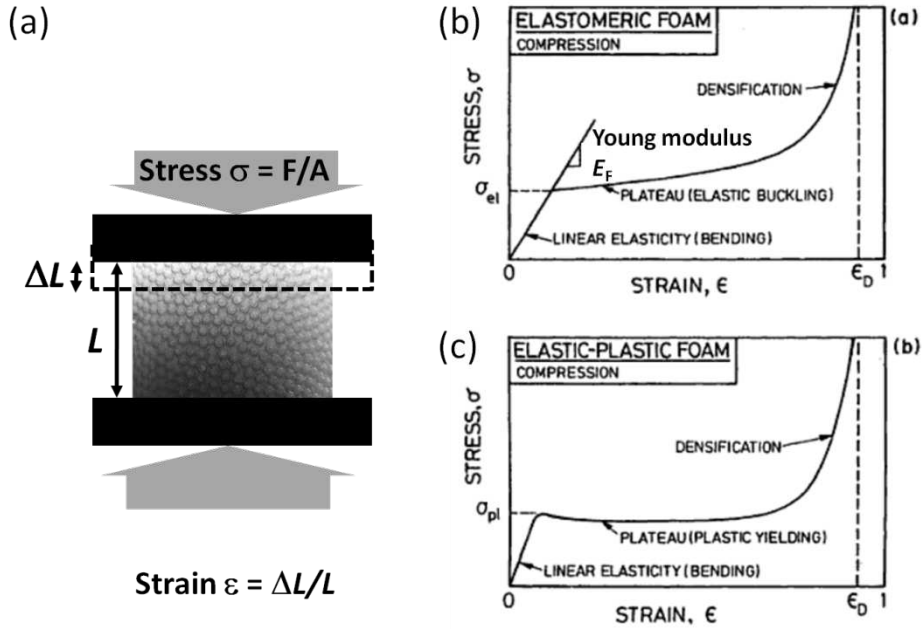 (a)
Stress σ = F/A
ΔL
L
Strain ε = ΔL/L
(b)
ELASTOMERIC FOAM
COMPRESSION
(a)
STRESS, σ
DENSIFICATION
Young modulus
E_F
σ_el
PLATEAU (ELASTIC BUCKLING)
LINEAR ELASTICITY (BENDING)
0
ϵ_D
1
STRAIN, ϵ
(c)
ELASTIC-PLASTIC FOAM
COMPRESSION
(b)
STRESS, σ
DENSIFICATION
σ_pl
PLATEAU (PLASTIC YIELDING)
LINEAR ELASTICITY (BENDING)
0
ϵ_D
1
STRAIN, ϵ